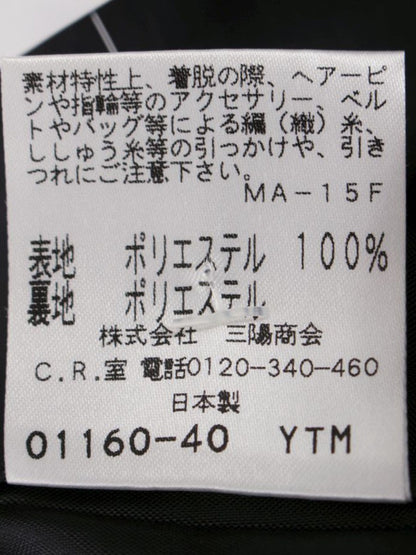 素材特性上、着脱の際、ヘアーピ
ンや指輪等のアクセサリー、ベル
トやバッグ等による編（織）糸、
ししゅう糸等の引っかけや、引き
つれにご注意下さい。
MA-15F
表地 ポリエステル 100%
裏地 ポリエステル
株式会社 三陽商会
C.R.室 電話0120-340-460
日本製
01160-40 YTM